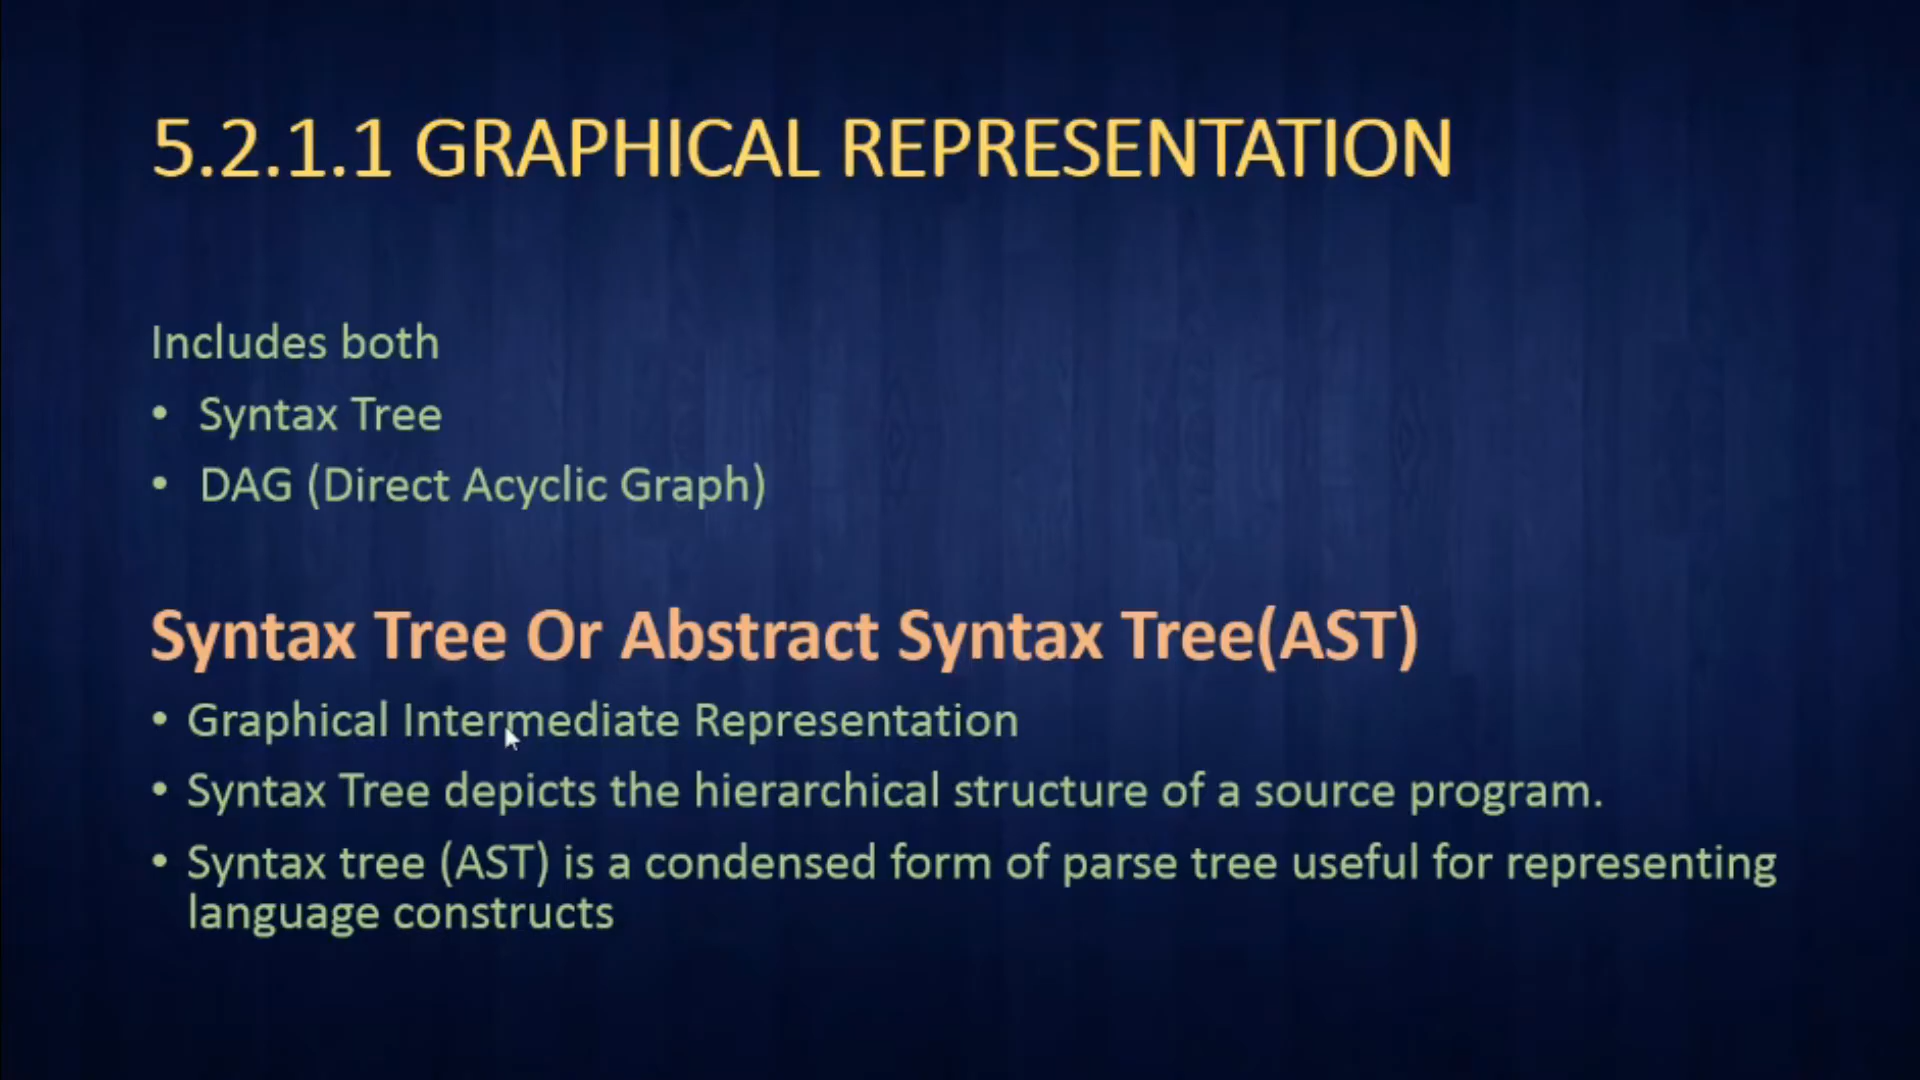 5.2.1.1 GRAPHICAL REPRESENTATION
Includes both
• Syntax Tree
• DAG (Direct Acyclic Graph)
Syntax Tree Or Abstract Syntax Tree(AST)
• Graphical Intermediate Representation
• Syntax Tree depicts the hierarchical structure of a source program.
• Syntax tree (AST) is a condensed form of parse tree useful for representing
language constructs